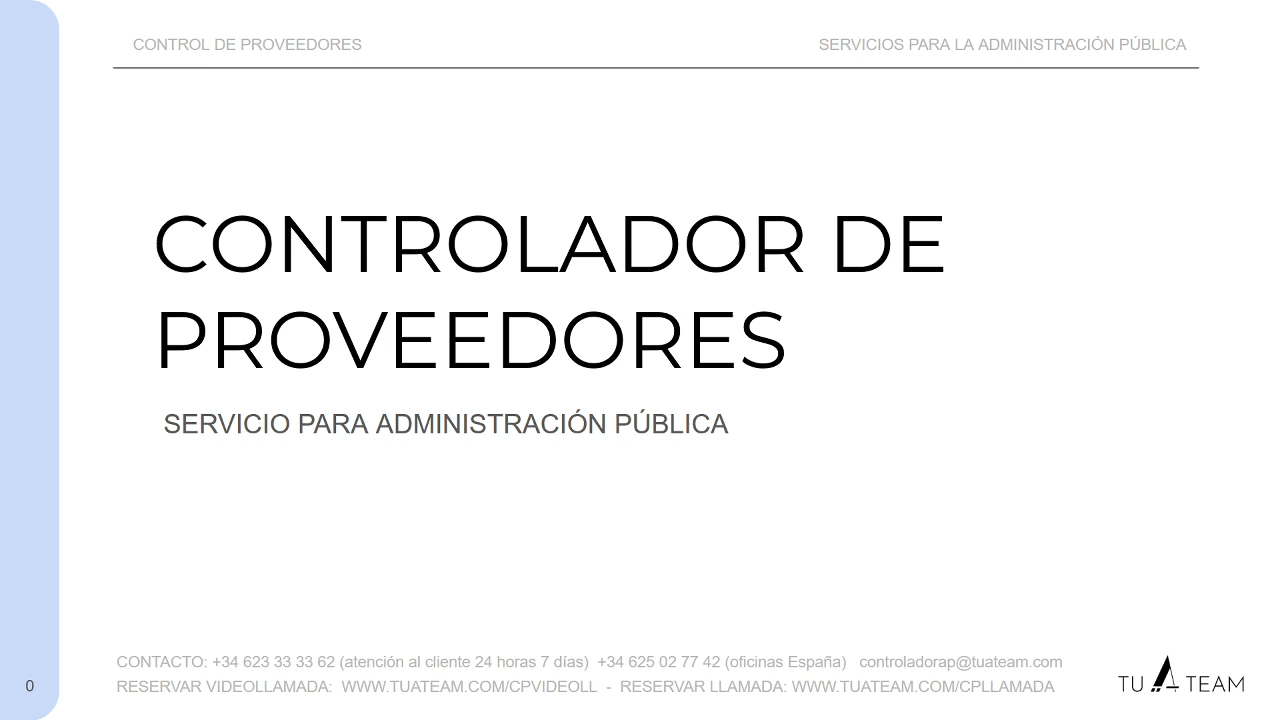 CONTROL DE PROVEEDORES
SERVICIOS PARA LA ADMINISTRACIÓN PÚBLICA
CONTROLADOR DE
PROVEEDORES
SERVICIO PARA ADMINISTRACIÓN PÚBLICA
CONTACTO: +34 623 33 33 62 (atención al cliente 24 horas 7 días)  +34 625 02 77 42 (oficinas España)   controladorap@tuateam.com
RESERVAR VIDEOLLAMADA:  WWW.TUATEAM.COM/CPVIDEOLL  -  RESERVAR LLAMADA: WWW.TUATEAM.COM/CPLLAMADA
0
TU A TEAM